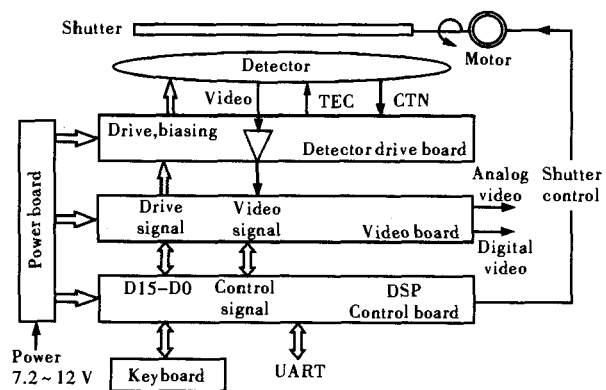 Shutter
Motor
Detector
Video
TEC
CTN
Drive,biasing
Detector drive board
Analog
video
Shutter
control
Power board
Drive
signal
Video
signal
Video board
Digital
video
D15-D0
Control
signal
DSP
Control board
Power
7.2~12 V
Keyboard
UART